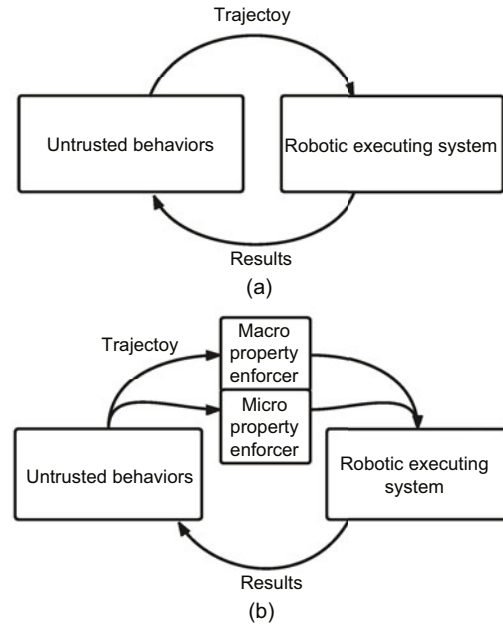 Trajectoy
Untrusted behaviors
Robotic executing system
Results
(a)
Trajectoy
Macro
property
enforcer
Micro
property
enforcer
Untrusted behaviors
Robotic executing
system
Results
(b)